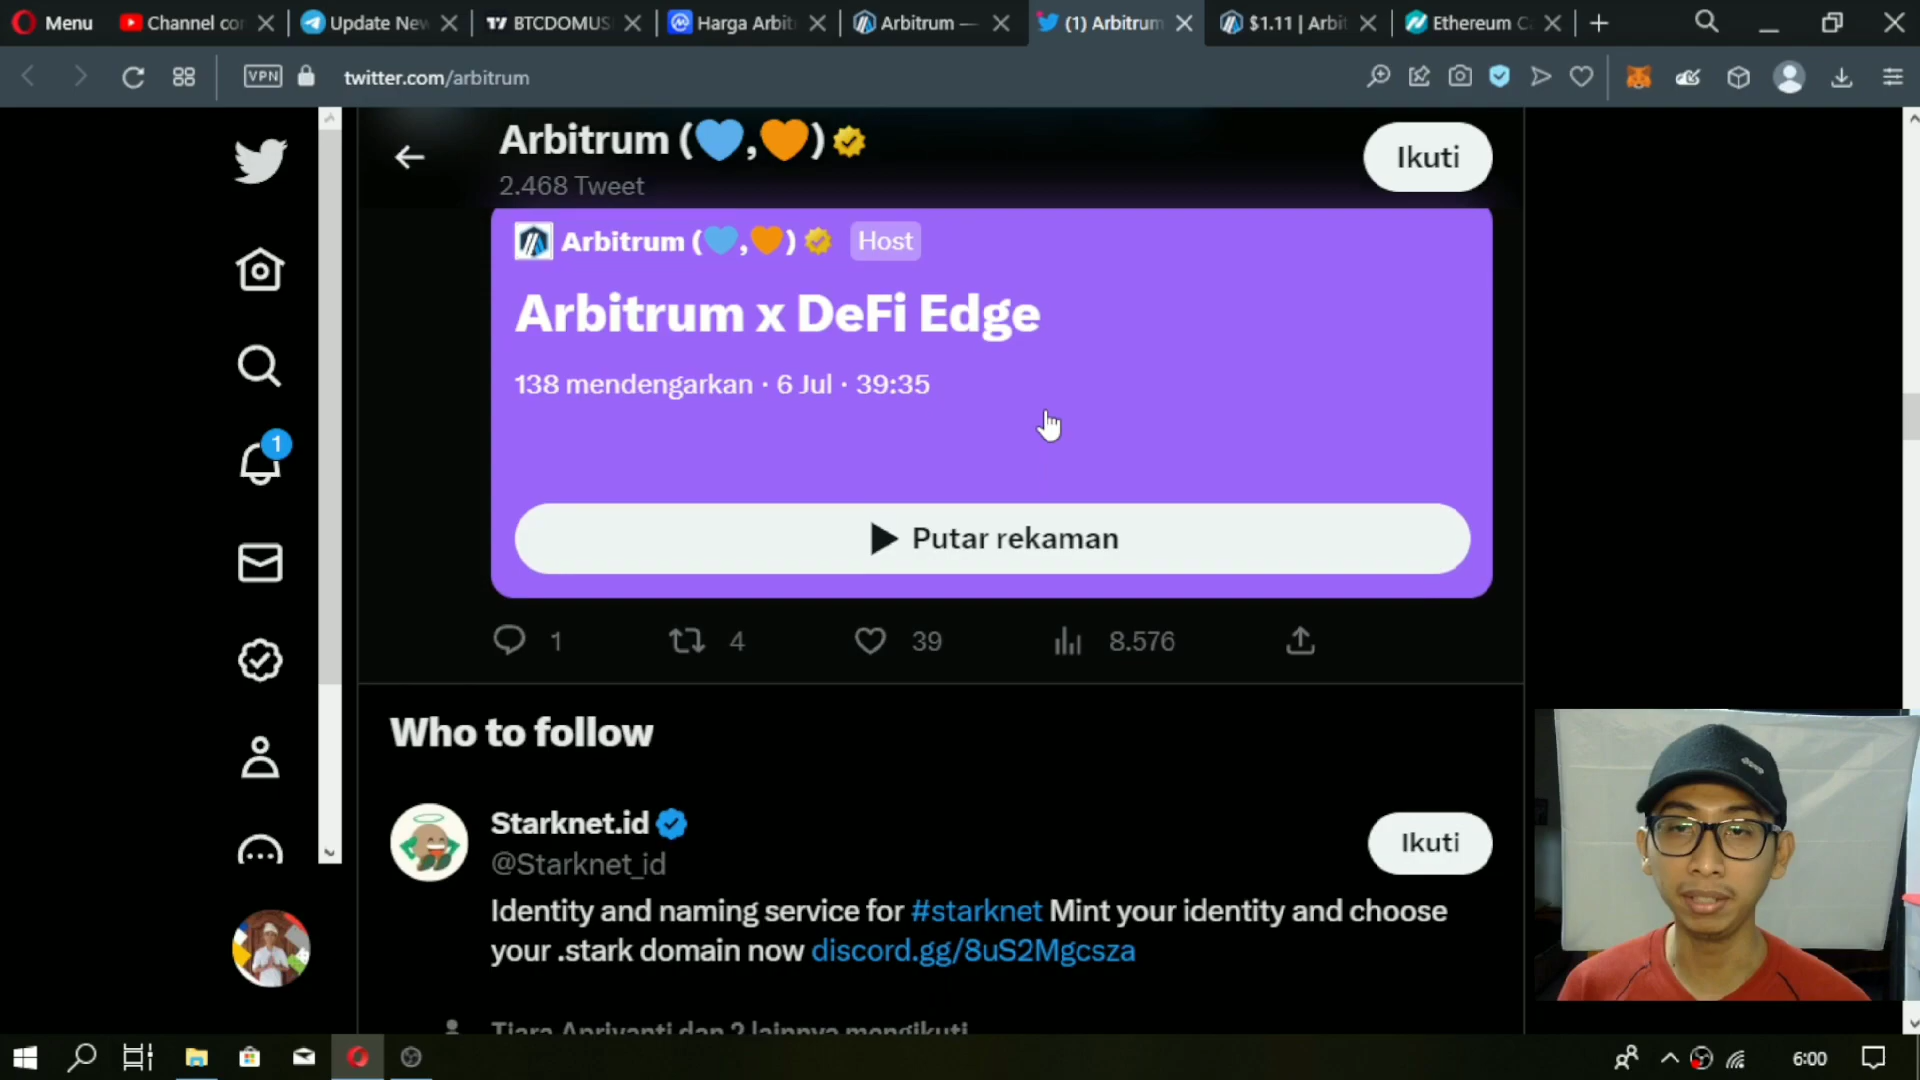 Menu
Channel cor
Update New
BTCDOMUS
Harga Arbit
Arbitrum —
(1) Arbitrum
$1.11 | Arbit
Ethereum C
VPN
twitter.com/arbitrum
Arbitrum (💙,🧡)
2.468 Tweet
Ikuti
Arbitrum (💙,🧡)
Host
Arbitrum x DeFi Edge
138 mendengarkan · 6 Jul · 39:35
Putar rekaman
1
4
39
8.576
1
Who to follow
Starknet.id
@Starknet_id
Ikuti
Identity and naming service for #starknet Mint your identity and choose
your .stark domain now discord.gg/8uS2Mgcsza
Tiara Apriyanti dan 2 lainnya mengikuti
6:00